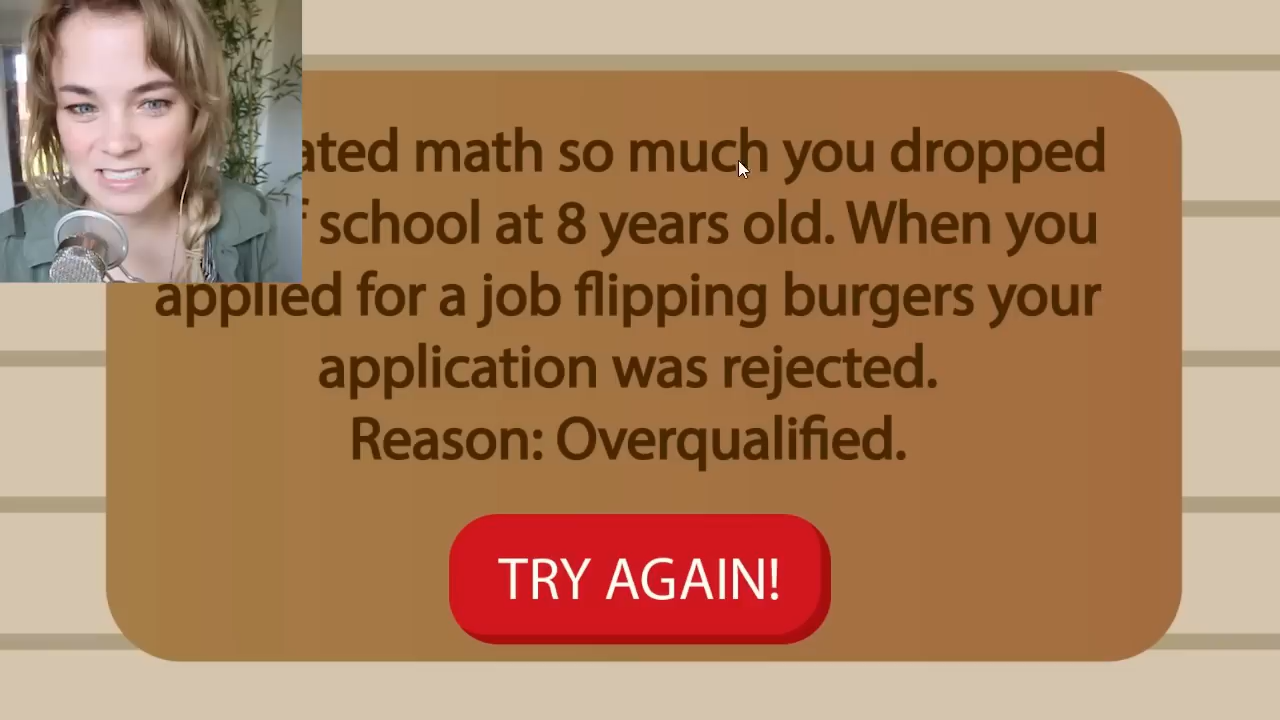 math so much you dropped
school at 8 years old. When you
applied for a job flipping burgers your
application was rejected.
Reason: Overqualified.
TRY AGAIN!